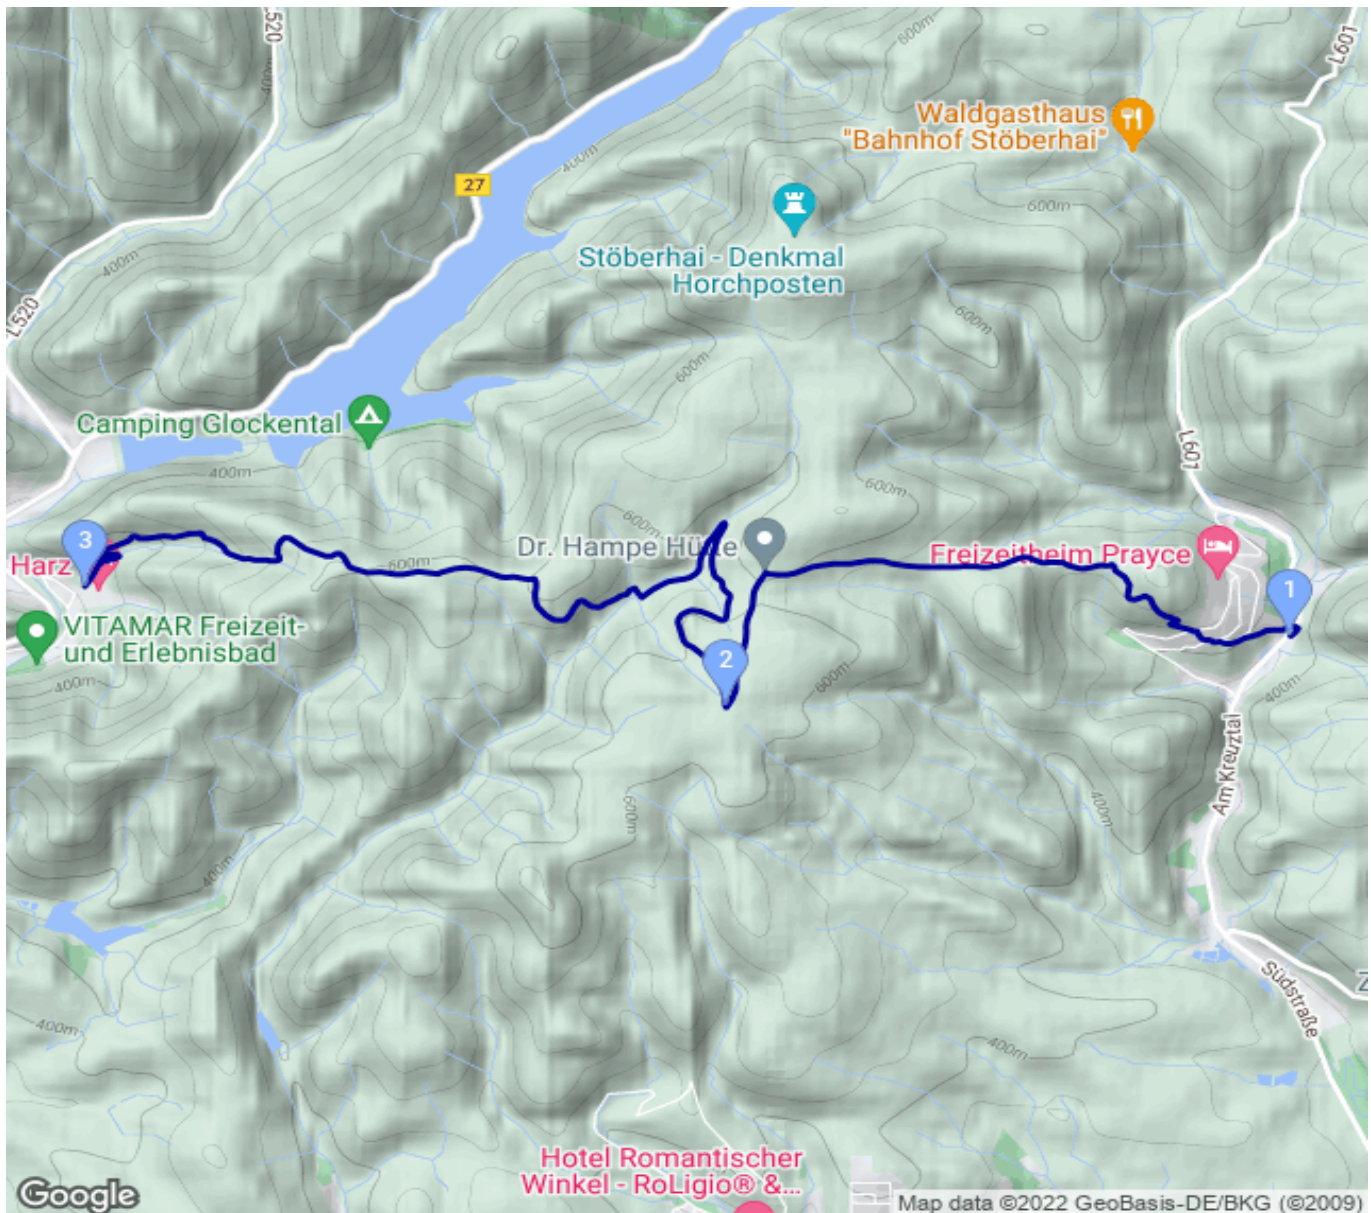 L520
L601
600m
400m
Waldgasthaus
"Bahnhof Stöberhai"
27
600m
400m
Stöberhai - Denkmal
Horchposten
L520
600m
600m
Camping Glockental
L601
400m
600m
600m
Dr. Hampe Hütte
Freizeitheim Prayce
600m
3
Harz
1
VITAMAR Freizeit-
und Erlebnisbad
2
600m
400m
400m
Am Kreuztal
400m
600m
400m
Südstraße
Z
400m
400m
Hotel Romantischer
Winkel - RoLigio® &...
Google
Map data ©2022 GeoBasis-DE/BKG (©2009)